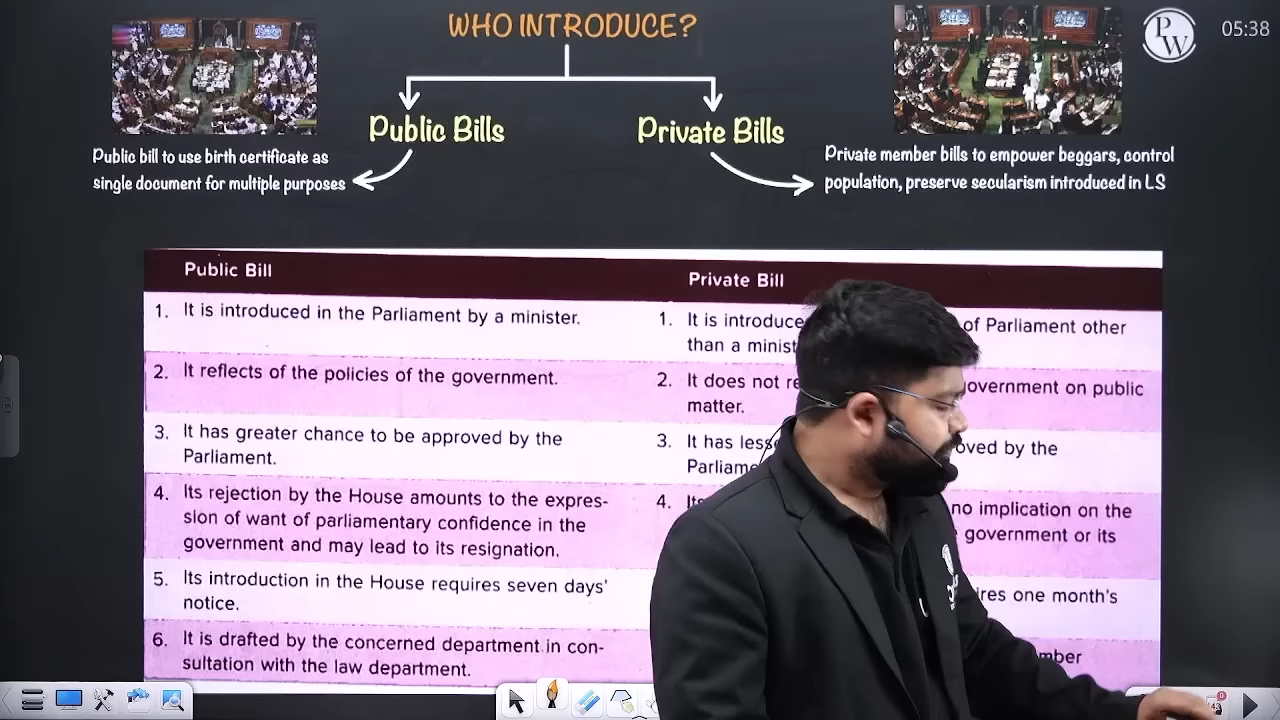 WHO INTRODUCE?
PW
05:38
Public Bills
Private Bills
Public bill to use birth certificate as
single document for multiple purposes
Private member bills to empower beggars, control
population, preserve secularism introduced in LS
Public Bill
Private Bill
1. It is introduced in the Parliament by a minister.
1. It is introduce of Parliament other
than a minist
2. It reflects of the policies of the government.
2. It does not re overnment on public
matter.
3. It has greater chance to be approved by the
Parliament.
3. It has less oved by the
Parliame
4. Its rejection by the House amounts to the expres-
sion of want of parliamentary confidence in the
government and may lead to its resignation.
4. Its no implication on the
government or its
5. Its introduction in the House requires seven days'
notice.
ires one month's
6. It is drafted by the concerned department in con-
sultation with the law department.
mber